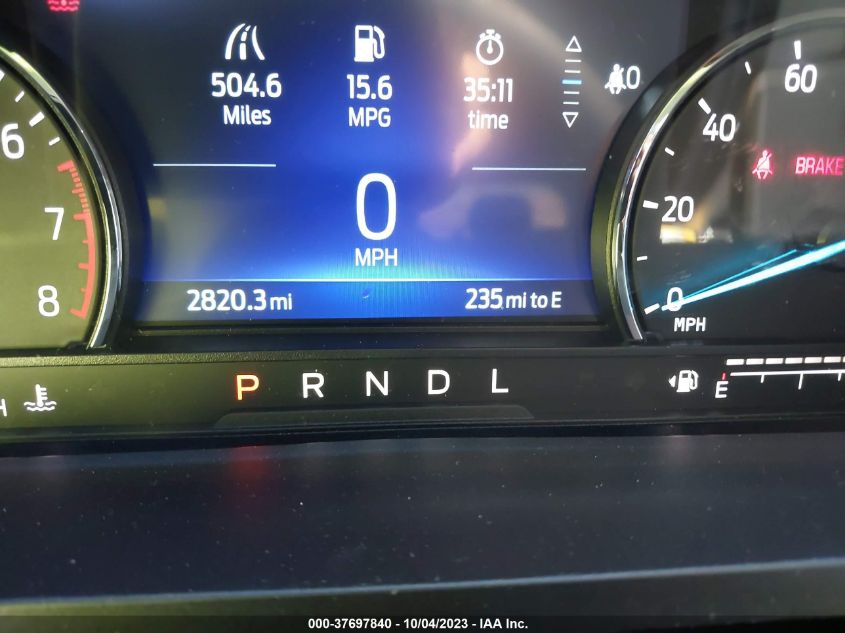 504.6 15.6 35:11
Miles MPG time
0
MPH
2820.3 mi 235 mi to E
6
7
8
0
60
40
20
0
MPH
BRAKE
H P R N D L E
000-37697840 - 10/04/2023 - IAA Inc.